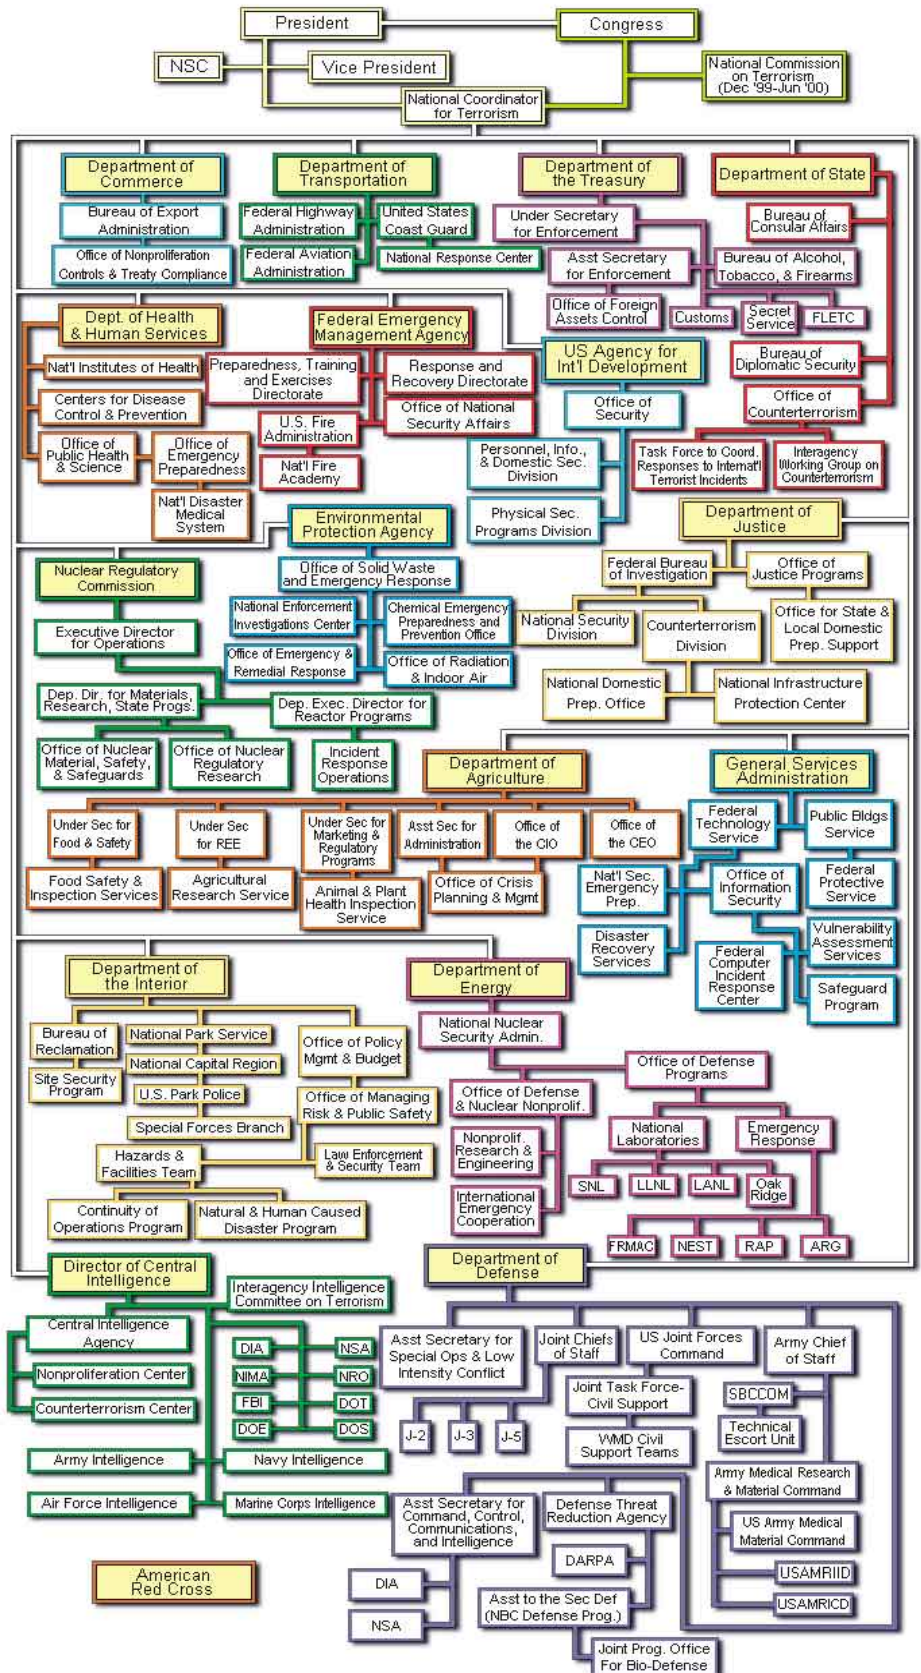 President
Congress
NSC
Vice President
National Commission
on Terrorism
(Dec '99-Jun '00)
National Coordinator
for Terrorism
Department of
Commerce
Bureau of Export
Administration
Office of Nonproliferation
Controls & Treaty Compliance
Department of
Transportation
Federal Highway
Administration
United States
Coast Guard
Federal Aviation
Administration
National Response Center
Department of
the Treasury
Under Secretary
for Enforcement
Asst Secretary
for Enforcement
Bureau of Alcohol,
Tobacco, & Firearms
Office of Foreign
Assets Control
Customs
Secret
Service
FLETC
Department of State
Bureau of
Consular Affairs
Bureau of
Diplomatic Security
Office of
Counterterrorism
Task Force to Coord.
Responses to Internat'l
Terrorist Incidents
Interagency
Working Group on
Counterterrorism
Dept. of Health
& Human Services
Nat'l Institutes of Health
Centers for Disease
Control & Prevention
Office of
Public Health
& Science
Office of
Emergency
Preparedness
Nat'l Disaster
Medical
System
Federal Emergency
Management Agency
Preparedness, Training
and Exercises
Directorate
Response and
Recovery Directorate
U.S. Fire
Administration
Office of National
Security Affairs
Nat'l Fire
Academy
US Agency for
Int'l Development
Office of
Security
Personnel, Info.,
& Domestic Sec.
Division
Physical Sec.
Programs Division
Department of
Justice
Federal Bureau
of Investigation
Office of
Justice Programs
National Security
Division
Counterterrorism
Division
Office for State &
Local Domestic
Prep. Support
National Domestic
Prep. Office
National Infrastructure
Protection Center
Environmental
Protection Agency
Office of Solid Waste
and Emergency Response
National Enforcement
Investigations Center
Chemical Emergency
Preparedness and
Prevention Office
Office of Emergency &
Remedial Response
Office of Radiation
& Indoor Air
Nuclear Regulatory
Commission
Executive Director
for Operations
Dep. Dir. for Materials,
Research, State Progs.
Dep. Exec. Director for
Reactor Programs
Office of Nuclear
Material, Safety,
& Safeguards
Office of Nuclear
Regulatory
Research
Incident
Response
Operations
Department of
Agriculture
Under Sec for
Food & Safety
Under Sec
for REE
Under Sec for
Marketing &
Regulatory
Programs
Asst Sec for
Administration
Office of
the CIO
Office of
the CEO
Food Safety &
Inspection Services
Agricultural
Research Service
Animal & Plant
Health Inspection
Service
Office of Crisis
Planning & Mgmt
General Services
Administration
Federal
Technology
Service
Public Bldgs
Service
Nat'l Sec.
Emergency
Prep.
Office of
Information
Security
Federal
Protective
Service
Disaster
Recovery
Services
Federal
Computer
Incident
Response
Center
Vulnerability
Assessment
Services
Safeguard
Program
Department of
the Interior
Bureau of
Reclamation
Site Security
Program
National Park Service
National Capital Region
U.S. Park Police
Special Forces Branch
Office of Policy
Mgmt & Budget
Office of Managing
Risk & Public Safety
Hazards &
Facilities Team
Law Enforcement
& Security Team
Continuity of
Operations Program
Natural & Human Caused
Disaster Program
Department of
Energy
National Nuclear
Security Admin.
Office of Defense
& Nuclear Nonprolif.
Office of Defense
Programs
Nonprolif.
Research &
Engineering
International
Emergency
Cooperation
National
Laboratories
Emergency
Response
SNL
LLNL
LANL
Oak
Ridge
FRMAC
NEST
RAP
ARG
Director of Central
Intelligence
Interagency Intelligence
Committee on Terrorism
Central Intelligence
Agency
Nonproliferation Center
Counterterrorism Center
DIA
NSA
NIMA
NRO
FBI
DOT
DOE
DOS
Army Intelligence
Navy Intelligence
Air Force Intelligence
Marine Corps Intelligence
Department of
Defense
Asst Secretary for
Special Ops & Low
Intensity Conflict
Joint Chiefs
of Staff
US Joint Forces
Command
Army Chief
of Staff
J-2
J-3
J-5
Joint Task Force-
Civil Support
WMD Civil
Support Teams
SBCCOM
Technical
Escort Unit
Army Medical Research
& Material Command
US Army Medical
Material Command
USAMRIID
USAMRICD
Asst Secretary for
Command, Control,
Communications,
and Intelligence
Defense Threat
Reduction Agency
DARPA
DIA
NSA
Asst to the Sec Def
(NBC Defense Prog.)
Joint Prog. Office
For Bio-Defense
American
Red Cross